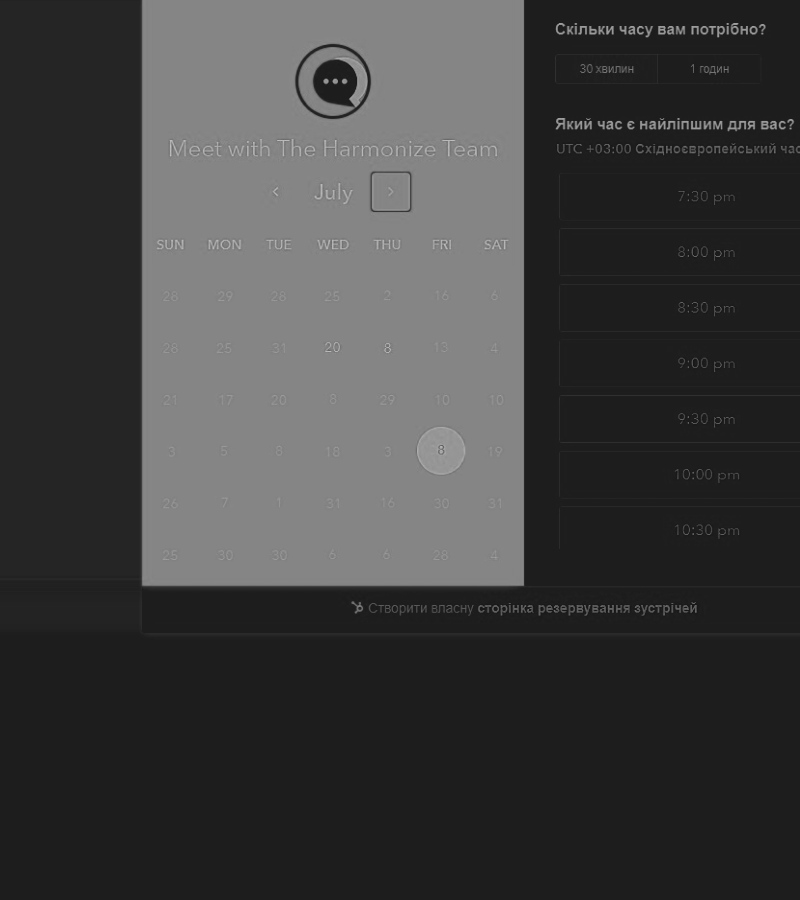 Meet with The Harmonize Team
July
SUN MON TUE WED THU FRI SAT
28 29 28 25 2 16 6
28 25 31 20 8 13 4
21 17 20 8 29 10 10
3 5 8 18 3 8 19
26 7 1 31 16 30 31
25 30 30 6 6 28 4
Скільки часу вам потрібно?
30 хвилин 1 годин
Який час є найліпшим для вас?
UTC +03:00 Східноєвропейський час
7:30 pm
8:00 pm
8:30 pm
9:00 pm
9:30 pm
10:00 pm
10:30 pm
Створити власну сторінка резервування зустрічей